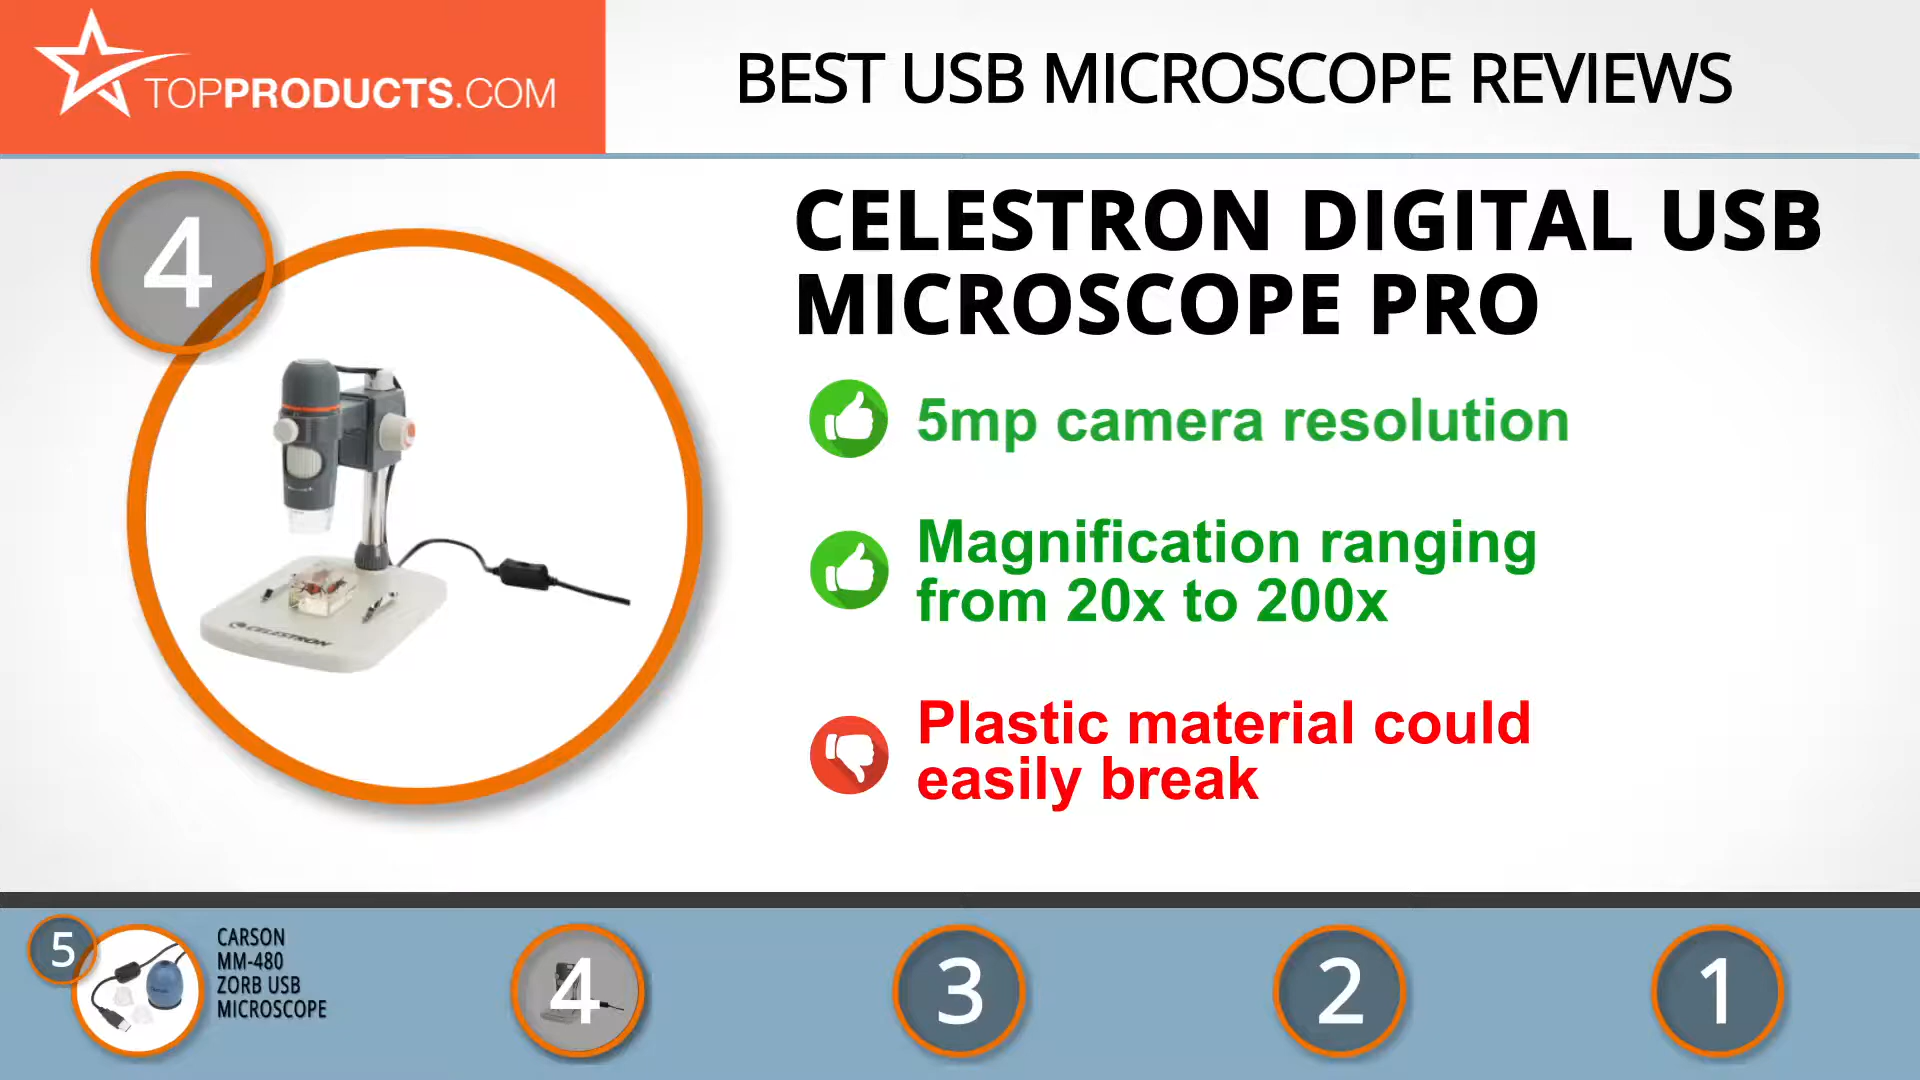 TOPPRODUCTS.COM
BEST USB MICROSCOPE REVIEWS
4
CELESTRON DIGITAL USB
MICROSCOPE PRO
5mp camera resolution
Magnification ranging
from 20x to 200x
Plastic material could
easily break
CELESTRON
5
CARSON
MM-480
ZORB USB
MICROSCOPE
4
3
2
1